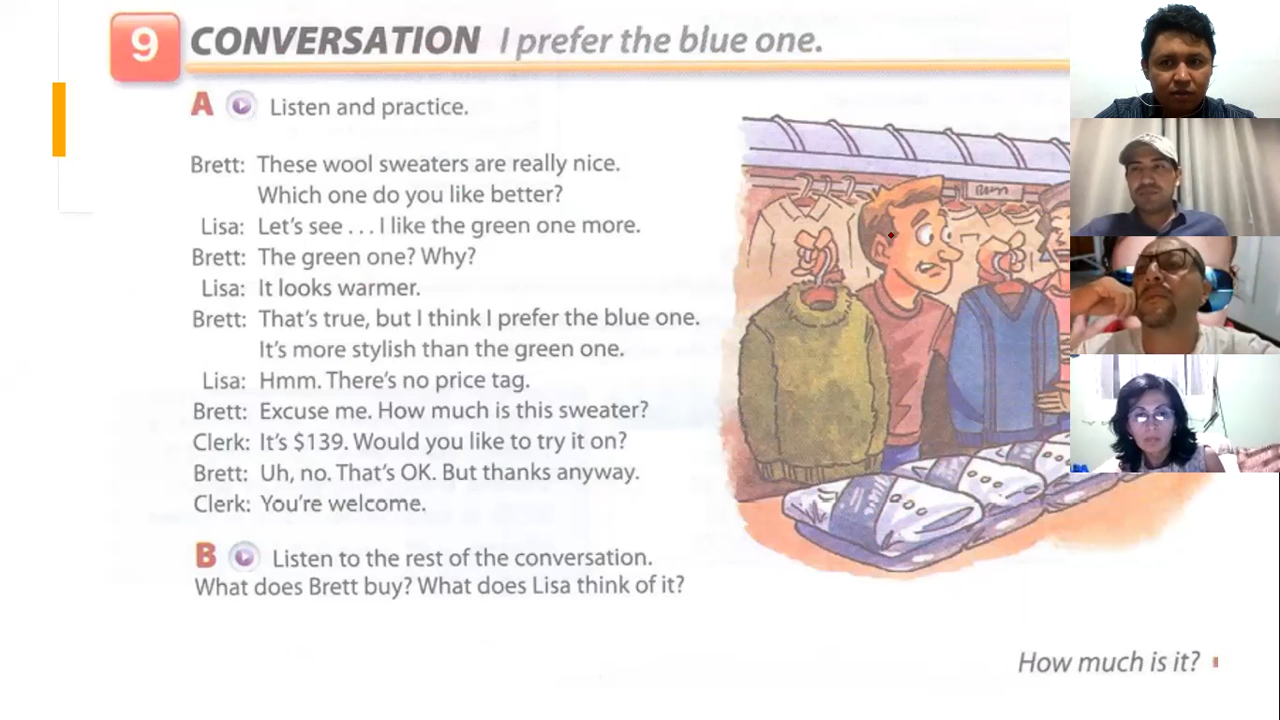 9 CONVERSATION I prefer the blue one.
A Listen and practice.
Brett: These wool sweaters are really nice.
Which one do you like better?
Lisa: Let's see . . . I like the green one more.
Brett: The green one? Why?
Lisa: It looks warmer.
Brett: That's true, but I think I prefer the blue one.
It's more stylish than the green one.
Lisa: Hmm. There's no price tag.
Brett: Excuse me. How much is this sweater?
Clerk: It's $139. Would you like to try it on?
Brett: Uh, no. That's OK. But thanks anyway.
Clerk: You're welcome.
B Listen to the rest of the conversation.
What does Brett buy? What does Lisa think of it?
How much is it?